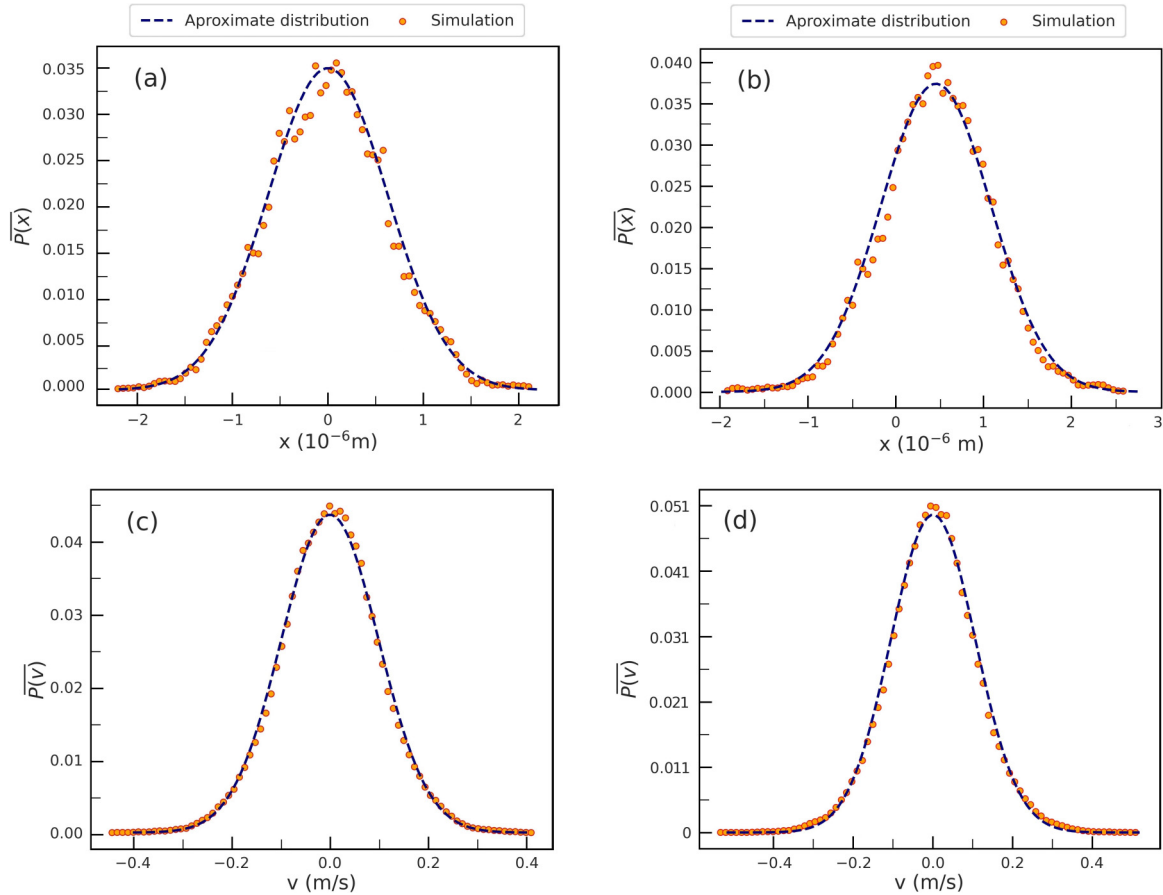 Aproximate distribution Simulation
Aproximate distribution Simulation
(a)
0.035
0.030
0.025
0.020
0.015
0.010
0.005
0.000
P(x)
−2 −1 0 1 2
x (10⁻⁶m)
(b)
0.040
0.035
0.030
0.025
0.020
0.015
0.010
0.005
0.000
P(x)
−2 −1 0 1 2 3
x (10⁻⁶ m)
(c)
0.04
0.03
0.02
0.01
0.00
P(v)
−0.4 −0.2 0.0 0.2 0.4
v (m/s)
(d)
0.051
0.041
0.031
0.021
0.011
0
P(v)
−0.4 −0.2 0.0 0.2 0.4
v (m/s)